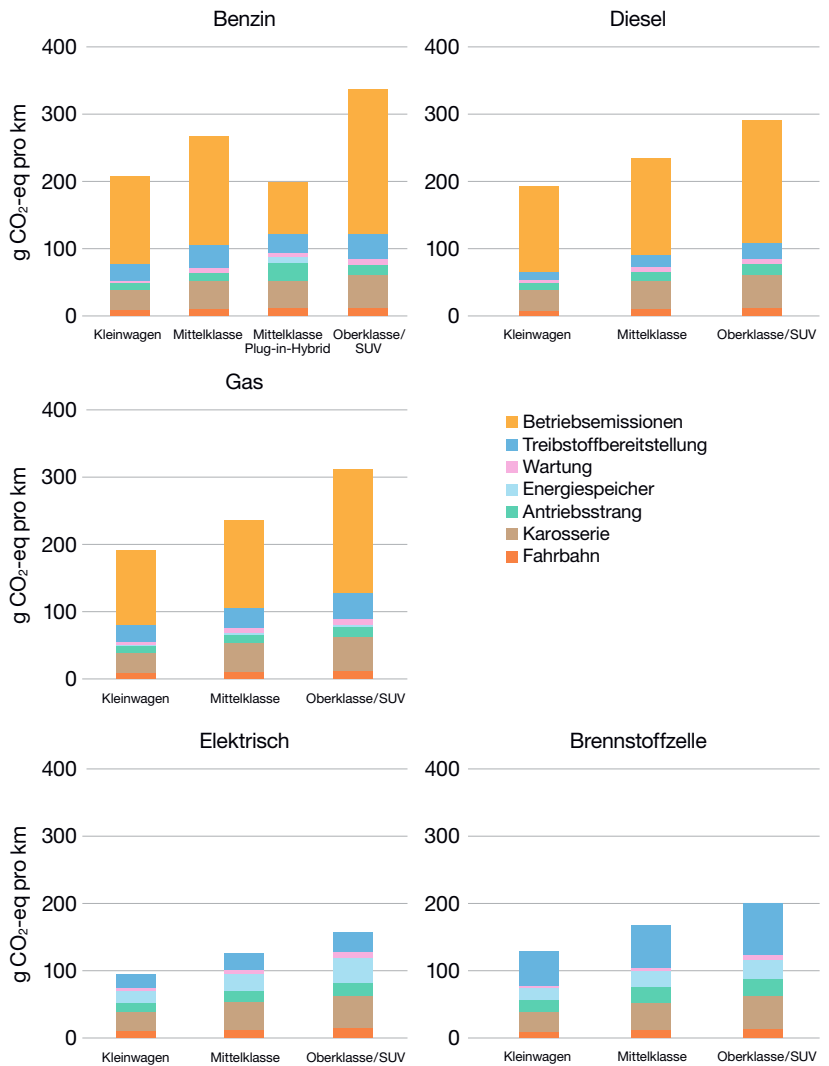 Benzin
g CO₂-eq pro km
400
300
200
100
0
Kleinwagen
Mittelklasse
Mittelklasse
Plug-in-Hybrid
Oberklasse/
SUV
Diesel
400
300
200
100
0
Kleinwagen
Mittelklasse
Oberklasse/SUV
Gas
g CO₂-eq pro km
400
300
200
100
0
Kleinwagen
Mittelklasse
Oberklasse/SUV
Betriebsemissionen
Treibstoffbereitstellung
Wartung
Energiespeicher
Antriebsstrang
Karosserie
Fahrbahn
Elektrisch
g CO₂-eq pro km
400
300
200
100
0
Kleinwagen
Mittelklasse
Oberklasse/SUV
Brennstoffzelle
400
300
200
100
0
Kleinwagen
Mittelklasse
Oberklasse/SUV